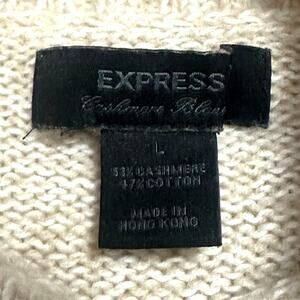 EXPRESS
Cashmere Blend
L
53% CASHMERE
47% COTTON
MADE IN
HONG KONG